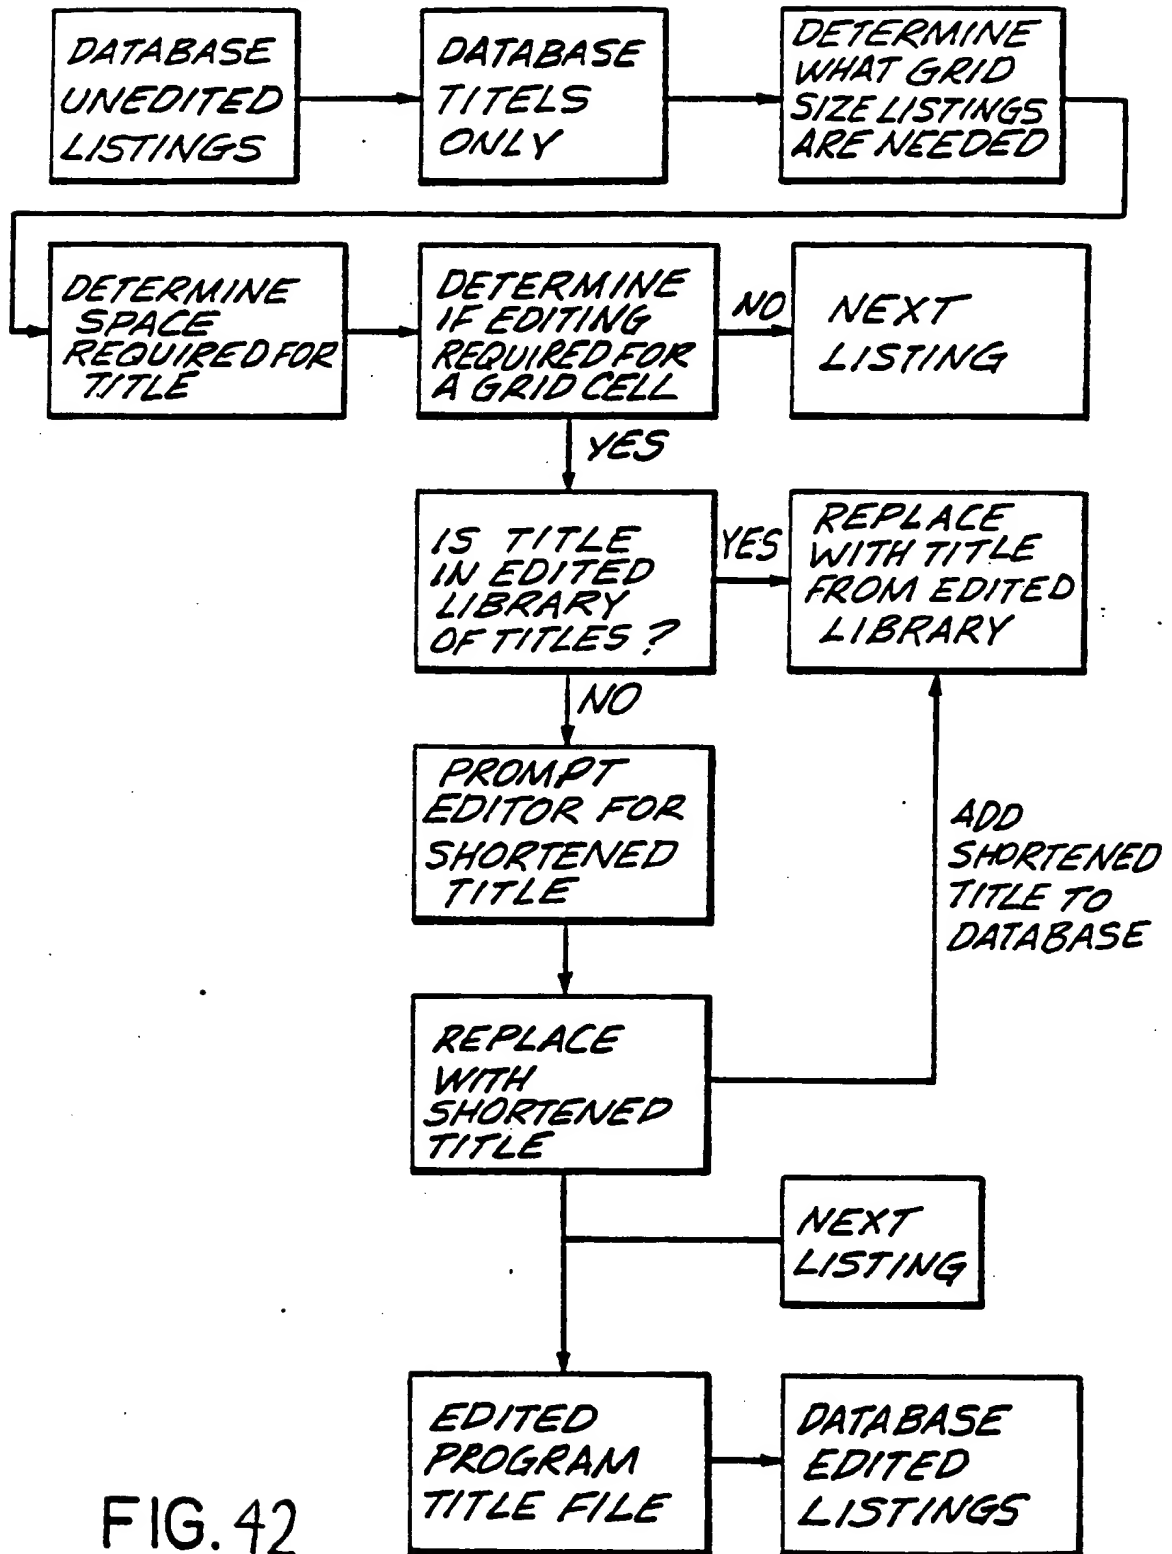 DATABASE
UNEDITED
LISTINGS
DATABASE
TITELS
ONLY
DETERMINE
WHAT GRID
SIZE LISTINGS
ARE NEEDED
DETERMINE
SPACE
REQUIRED FOR
TITLE
DETERMINE
IF EDITING
REQUIRED FOR
A GRID CELL
NO
NEXT
LISTING
YES
IS TITLE
IN EDITED
LIBRARY
OF TITLES?
YES
REPLACE
WITH TITLE
FROM EDITED
LIBRARY
NO
PROMPT
EDITOR FOR
SHORTENED
TITLE
ADD
SHORTENED
TITLE TO
DATABASE
REPLACE
WITH
SHORTENED
TITLE
NEXT
LISTING
EDITED
PROGRAM
TITLE FILE
DATABASE
EDITED
LISTINGS
FIG. 42